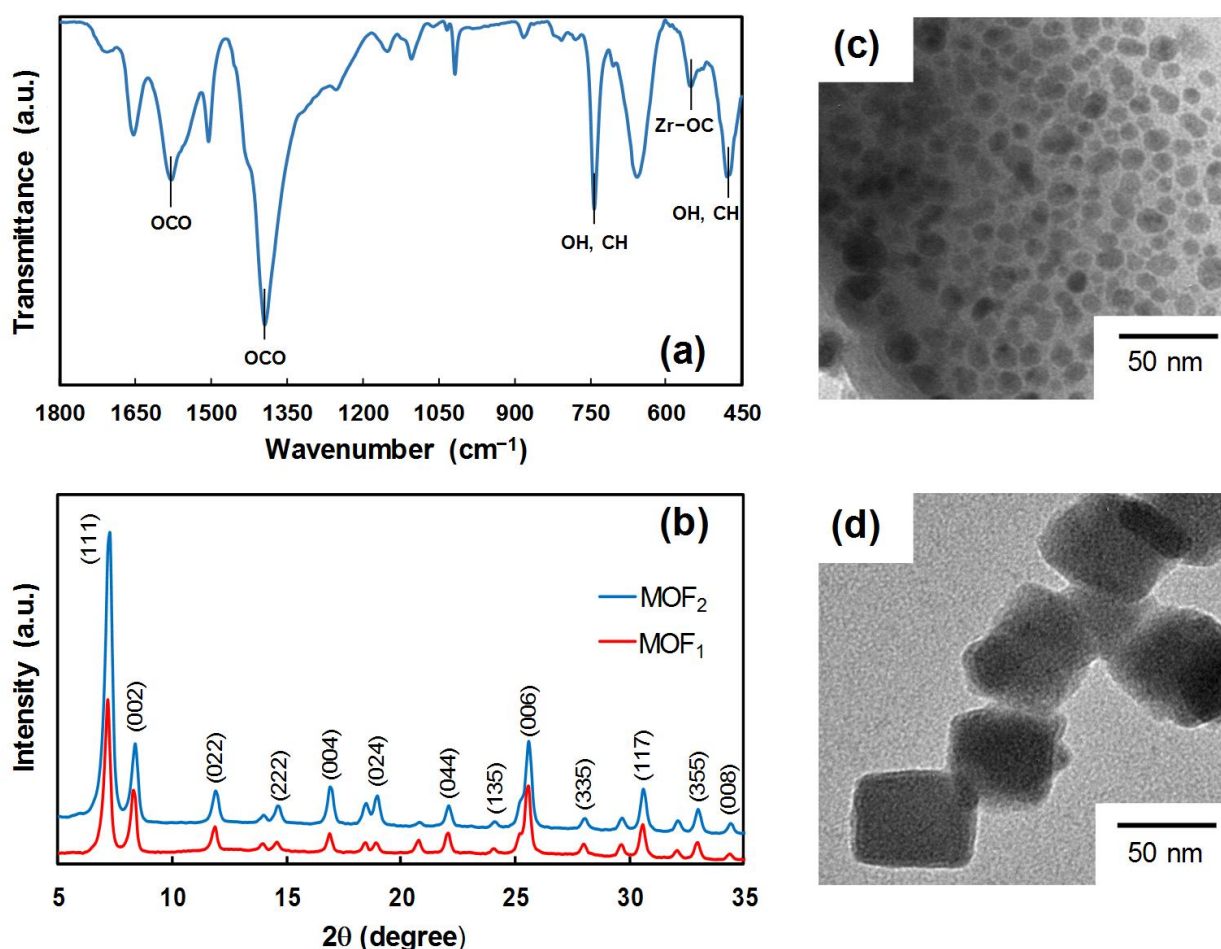 Transmittance (a.u.)
OCO
OCO
OH, CH
Zr−OC
OH, CH
(a)
1800 1650 1500 1350 1200 1050 900 750 600 450
Wavenumber (cm⁻¹)
(c)
50 nm
Intensity (a.u.)
(111)
(002)
(022)
(222)
(004)
(024)
(044)
(135)
(006)
(335)
(117)
(355)
(008)
(b)
MOF₂
MOF₁
5 10 15 20 25 30 35
2θ (degree)
(d)
50 nm